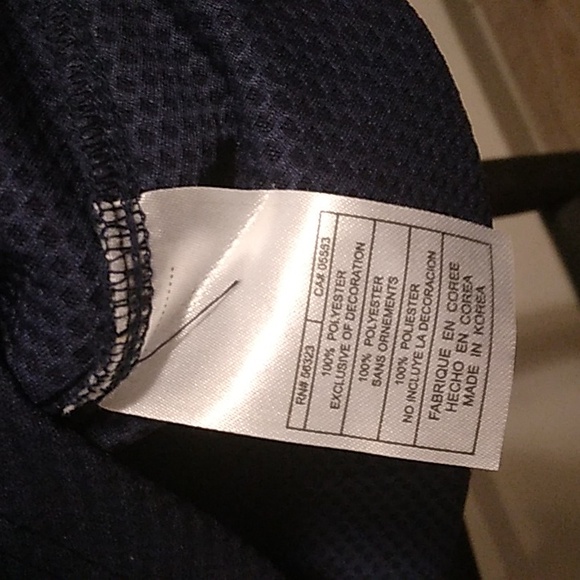 RN# 56323 CA# 05553
100% POLYESTER
EXCLUSIVE OF DECORATION
100% POLYESTER
SANS ORNEMENTS
100% POLIESTER
NO INCLUYE LA DECORACION
FABRIQUE EN COREE
HECHO EN COREA
MADE IN KOREA